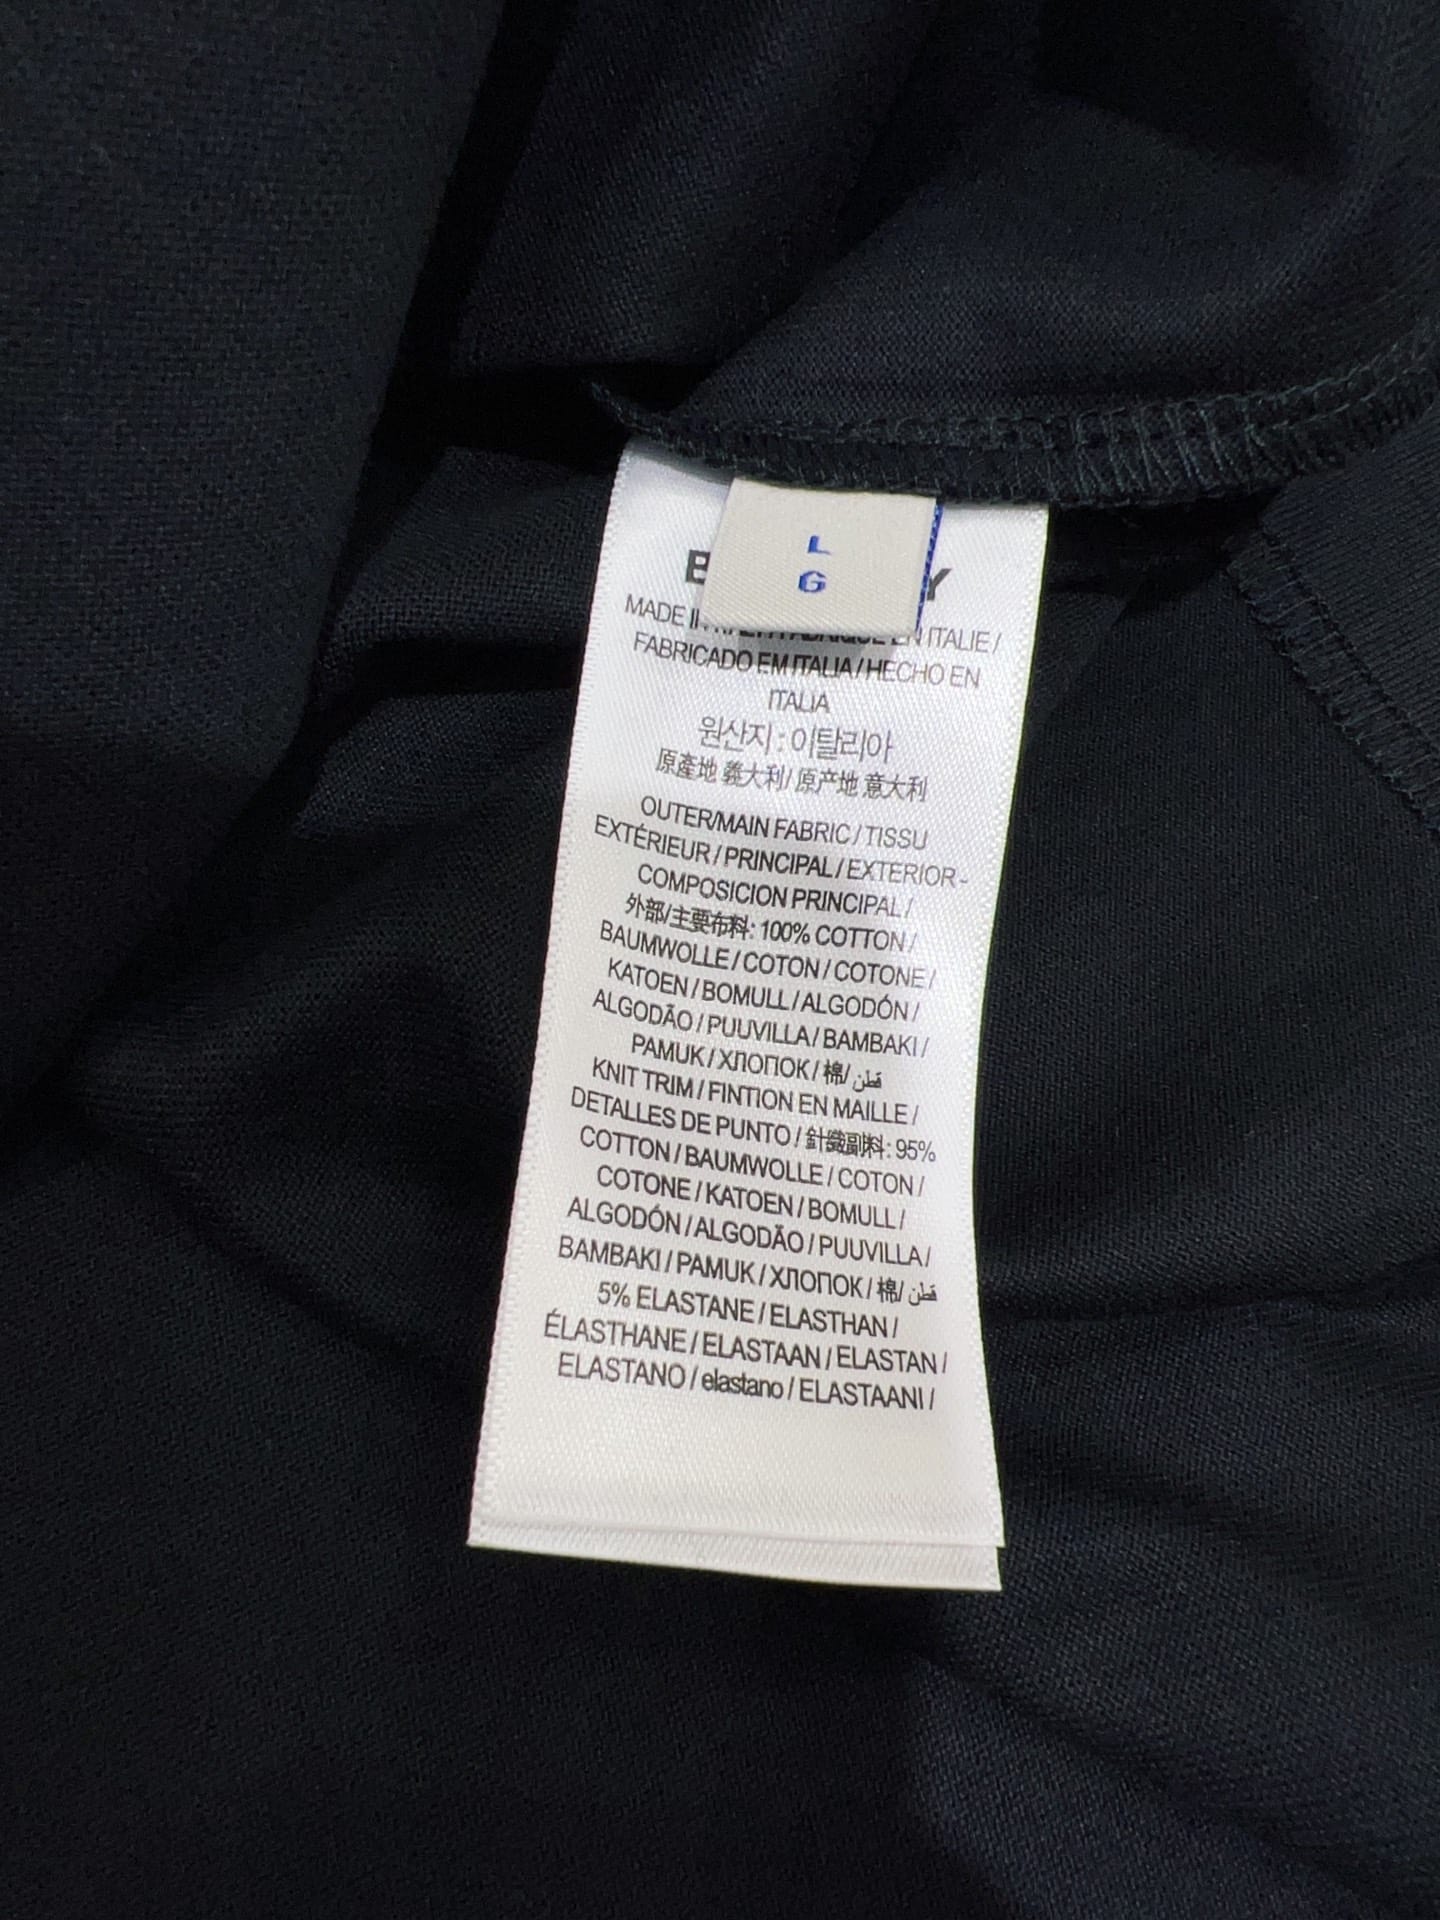 L
G
MADE EN ITALIE /
FABRICADO EM ITALIA / HECHO EN
ITALIA
원산지 : 이탈리아
原產地 義大利/ 原产地 意大利
OUTER/MAIN FABRIC / TISSU
EXTÉRIEUR / PRINCIPAL / EXTERIOR -
COMPOSICION PRINCIPAL /
外部/主要布料: 100% COTTON /
BAUMWOLLE / COTON / COTONE /
KATOEN / BOMULL / ALGODÓN /
ALGODÃO / PUUVILLA / BAMBAKI /
PAMUK / ХЛОПОК / 棉/ قطن
KNIT TRIM / FINTION EN MAILLE /
DETALLES DE PUNTO / 針織副料: 95%
COTTON / BAUMWOLLE / COTON /
COTONE / KATOEN / BOMULL /
ALGODÓN / ALGODÃO / PUUVILLA /
BAMBAKI / PAMUK / ХЛОПОК / 棉/ قطن
5% ELASTANE / ELASTHAN /
ÉLASTHANE / ELASTAAN / ELASTAN /
ELASTANO / elastano / ELASTAANI /